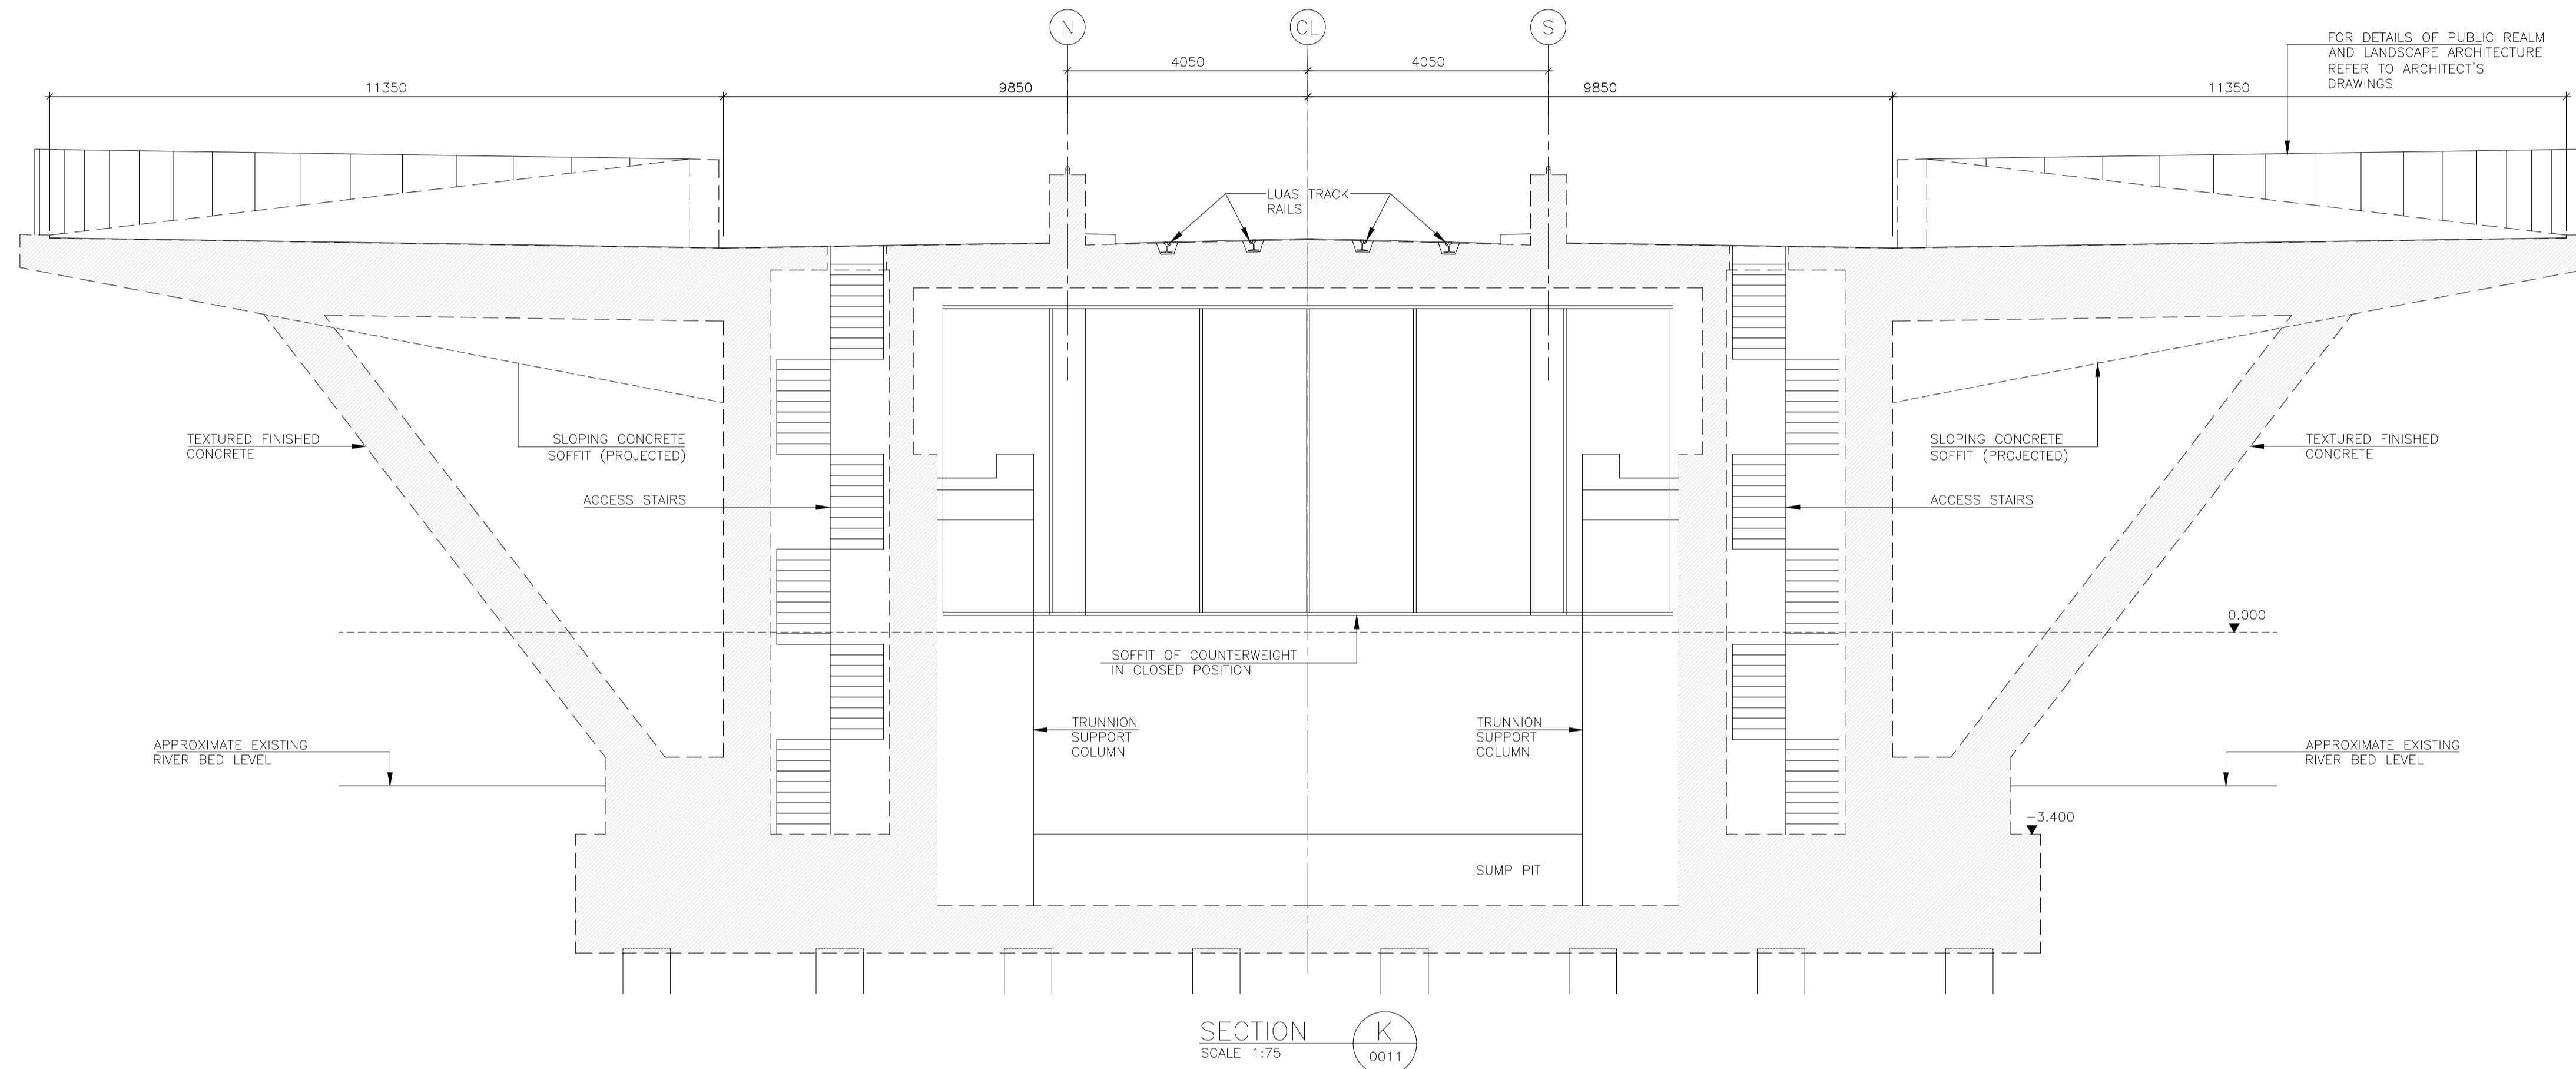 N
CL
S
FOR DETAILS OF PUBLIC REALM
AND LANDSCAPE ARCHITECTURE
REFER TO ARCHITECT'S
DRAWINGS
4050
4050
11350
9850
9850
11350
LUAS TRACK
RAILS
TEXTURED FINISHED
CONCRETE
SLOPING CONCRETE
SOFFIT (PROJECTED)
SLOPING CONCRETE
SOFFIT (PROJECTED)
TEXTURED FINISHED
CONCRETE
ACCESS STAIRS
ACCESS STAIRS
0.000
SOFFIT OF COUNTERWEIGHT
IN CLOSED POSITION
TRUNNION
SUPPORT
COLUMN
TRUNNION
SUPPORT
COLUMN
APPROXIMATE EXISTING
RIVER BED LEVEL
APPROXIMATE EXISTING
RIVER BED LEVEL
-3.400
SUMP PIT
SECTION
SCALE 1:75
K
0011